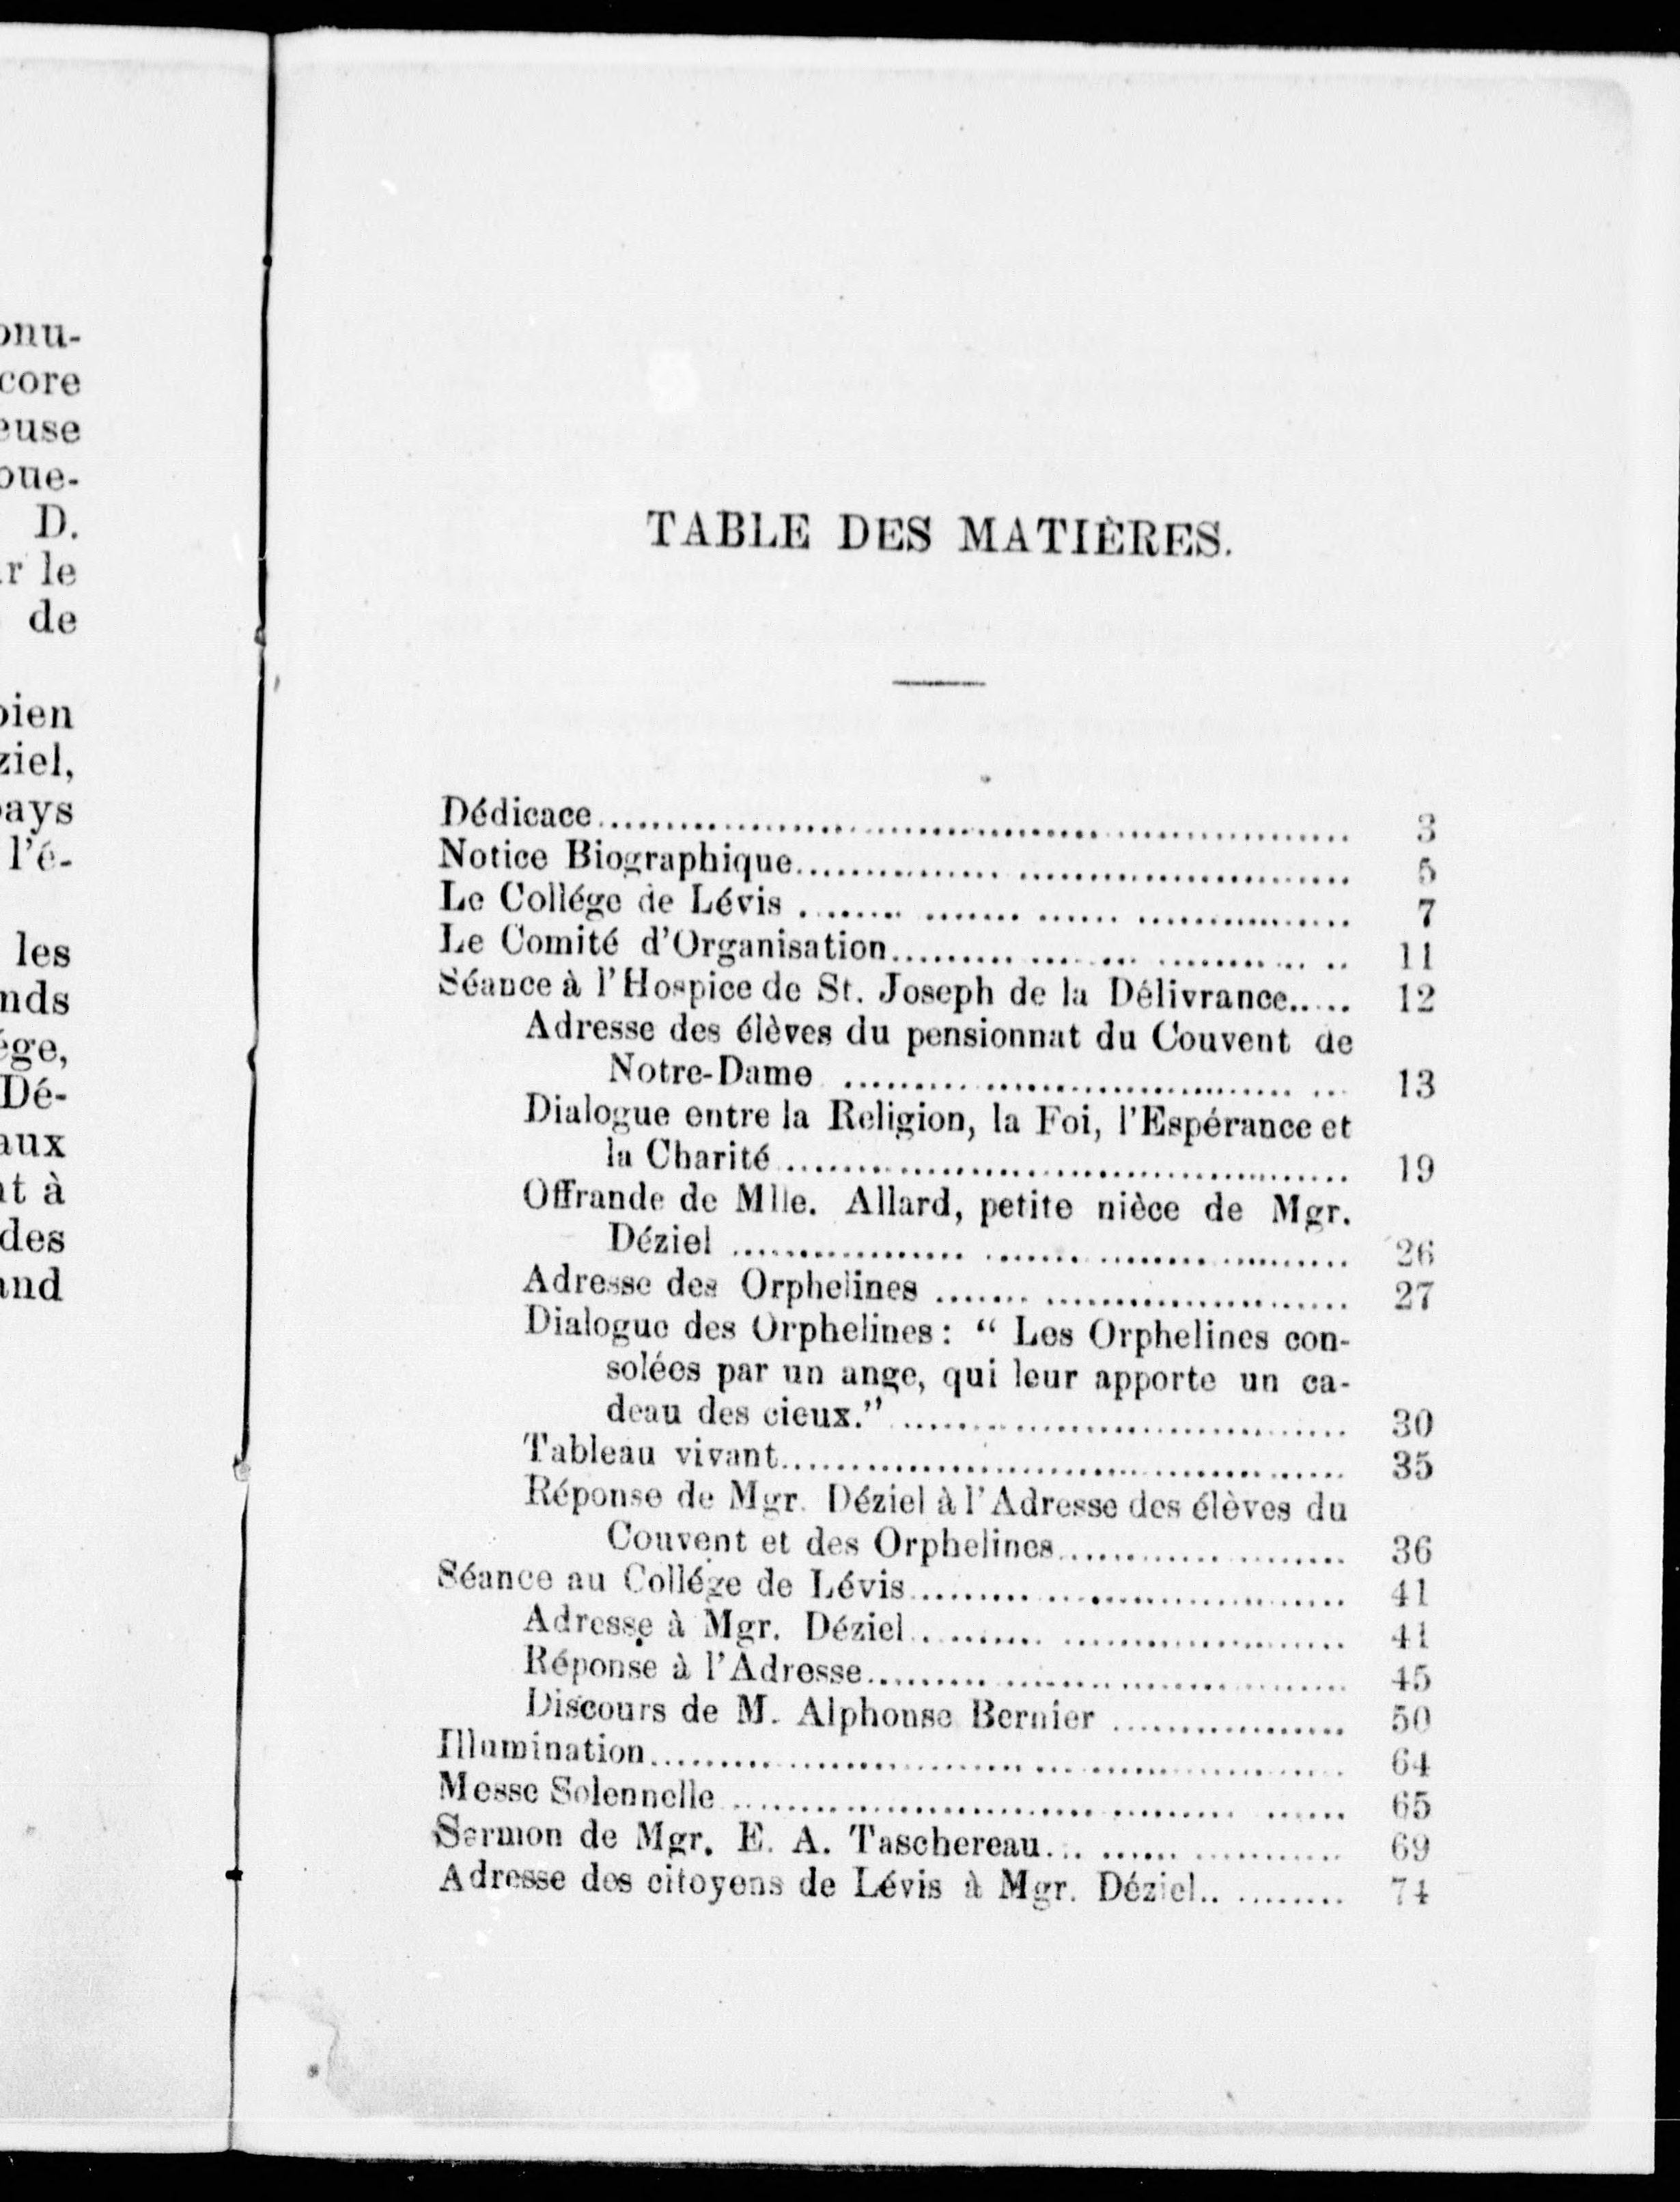 onu-
core
euse
oue-
D.
r le
de
bien
ziel,
pays
l'é-
les
nds
ége,
Dé-
aux
nt à
des
and
TABLE DES MATIÈRES.
Dédicace 3
Notice Biographique 5
Le Collége de Lévis 7
Le Comité d'Organisation 11
Séance à l'Hospice de St. Joseph de la Délivrance 12
Adresse des élèves du pensionnat du Couvent de
Notre-Dame 13
Dialogue entre la Religion, la Foi, l'Espérance et
la Charité 19
Offrande de Mlle. Allard, petite nièce de Mgr.
Déziel 26
Adresse des Orphelines 27
Dialogue des Orphelines : “ Les Orphelines con-
solées par un ange, qui leur apporte un ca-
deau des cieux.” 30
Tableau vivant 35
Réponse de Mgr. Déziel à l'Adresse des élèves du
Couvent et des Orphelines 36
Séance au Collége de Lévis 41
Adresse à Mgr. Déziel 41
Réponse à l'Adresse 45
Discours de M. Alphonse Bernier 50
Illumination 64
Messe Solennelle 65
Sermon de Mgr. E. A. Taschereau 69
Adresse des citoyens de Lévis à Mgr. Déziel 74